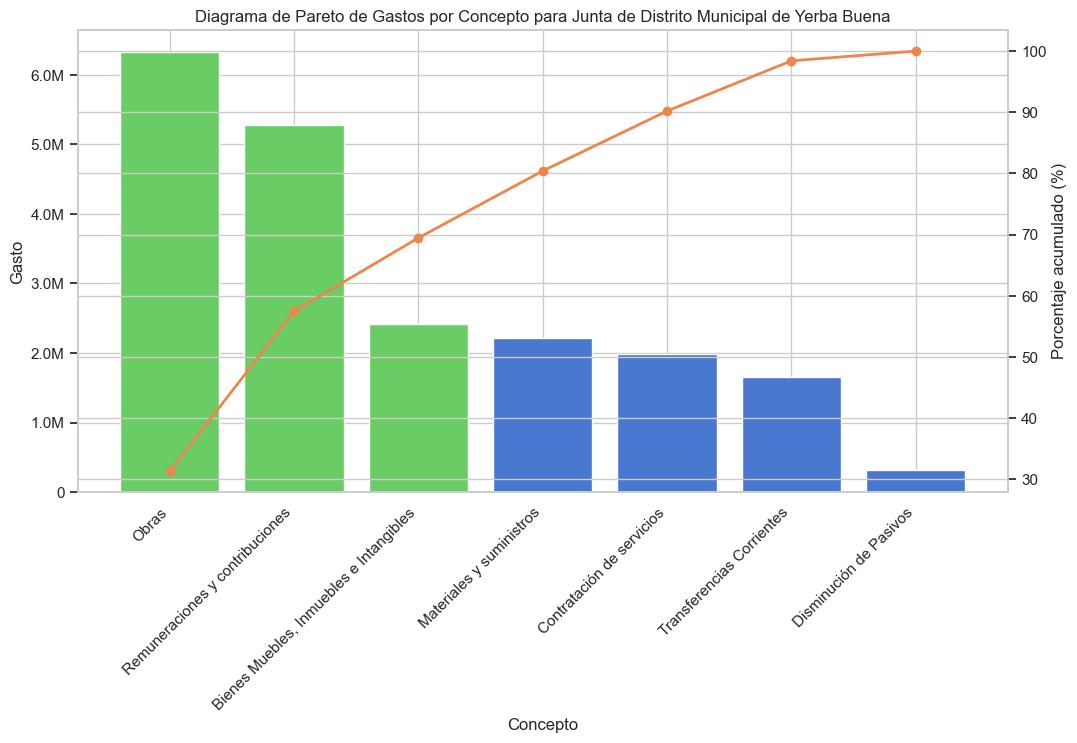 Diagrama de Pareto de Gastos por Concepto para Junta de Distrito Municipal de Yerba Buena
Gasto
6.0M
5.0M
4.0M
3.0M
2.0M
1.0M
0
100
90
80
70
60
50
40
30
Porcentaje acumulado (%)
Obras
Remuneraciones y contribuciones
Bienes Muebles, Inmuebles e Intangibles
Materiales y suministros
Contratación de servicios
Transferencias Corrientes
Disminución de Pasivos
Concepto